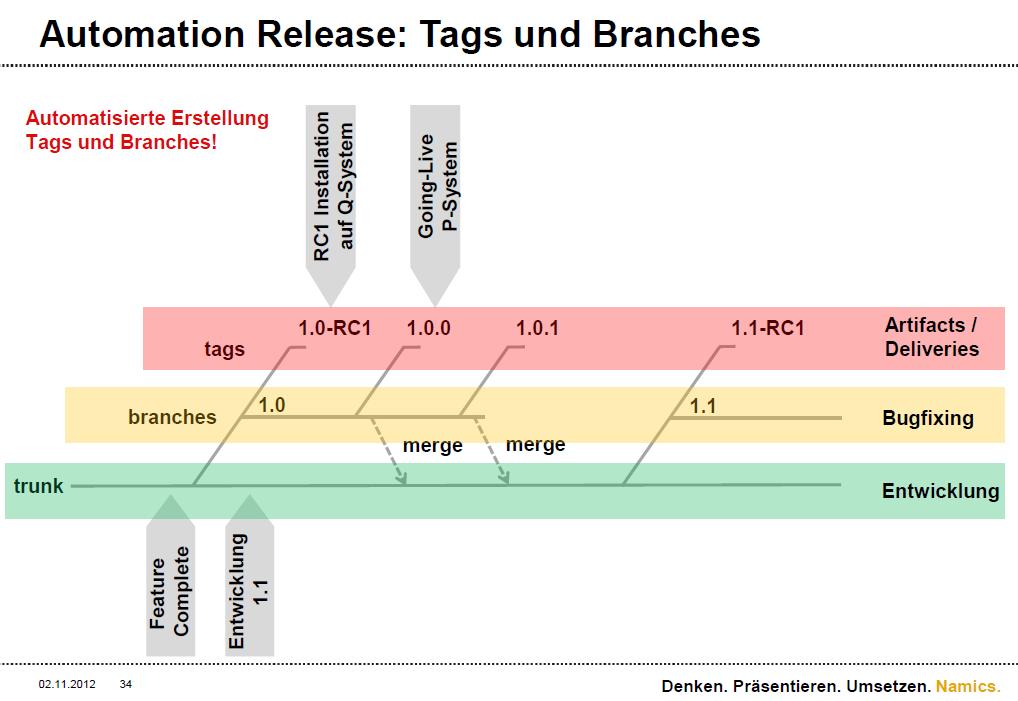 Automation Release: Tags und Branches
Automatisierte Erstellung
Tags und Branches!
RC1 Installation
auf Q-System
Going-Live
P-System
1.0-RC1
1.0.0
1.0.1
1.1-RC1
Artifacts /
Deliveries
tags
1.0
1.1
branches
Bugfixing
merge
merge
trunk
Entwicklung
Feature
Complete
Entwicklung
1.1
02.11.2012
34
Denken. Präsentieren. Umsetzen. Namics.